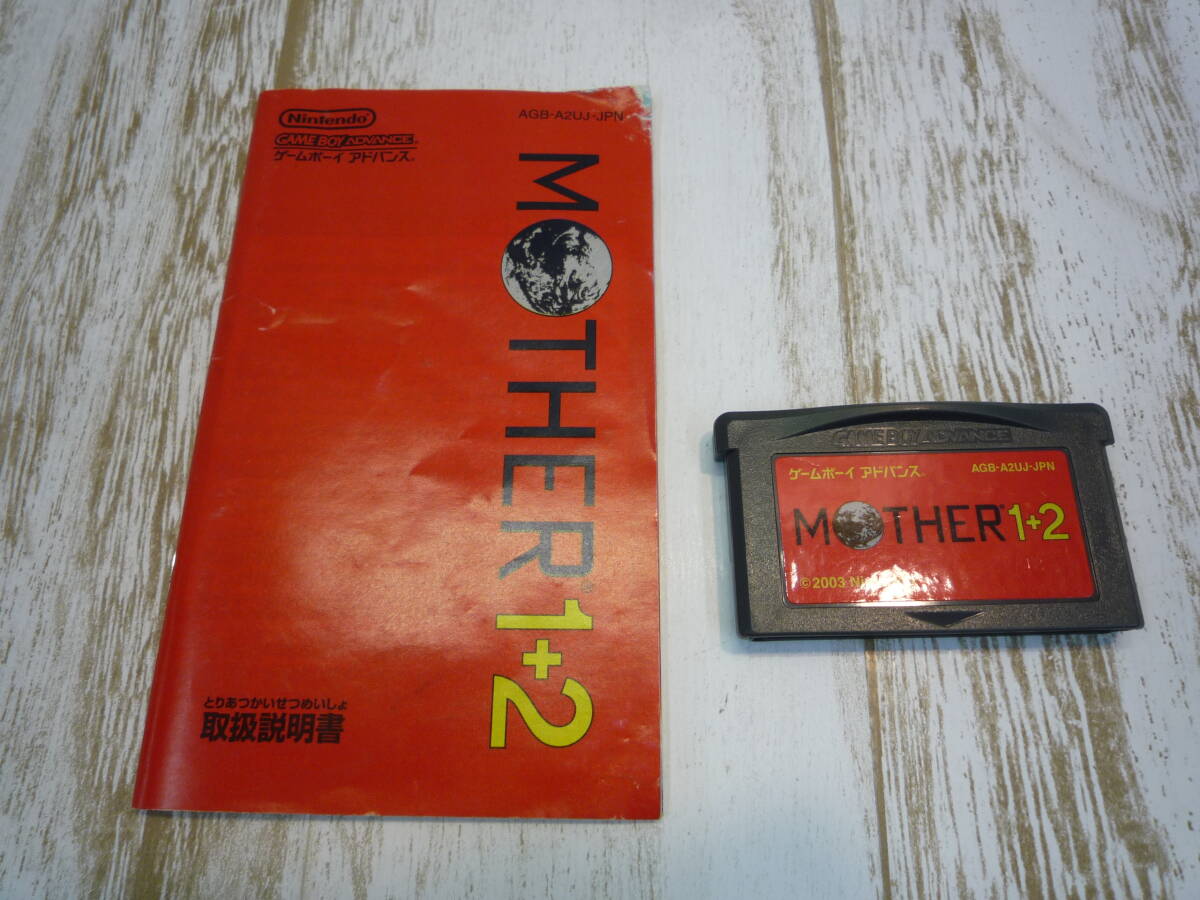 Nintendo®
GAME BOY ADVANCE®
ゲームボーイ アドバンス®
AGB-A2UJ-JPN
MOTHER® 1+2
とりあつかいせつめいしょ
取扱説明書
GAME BOY ADVANCE
ゲームボーイ アドバンス®
AGB-A2UJ-JPN
MOTHER® 1+2
©2003